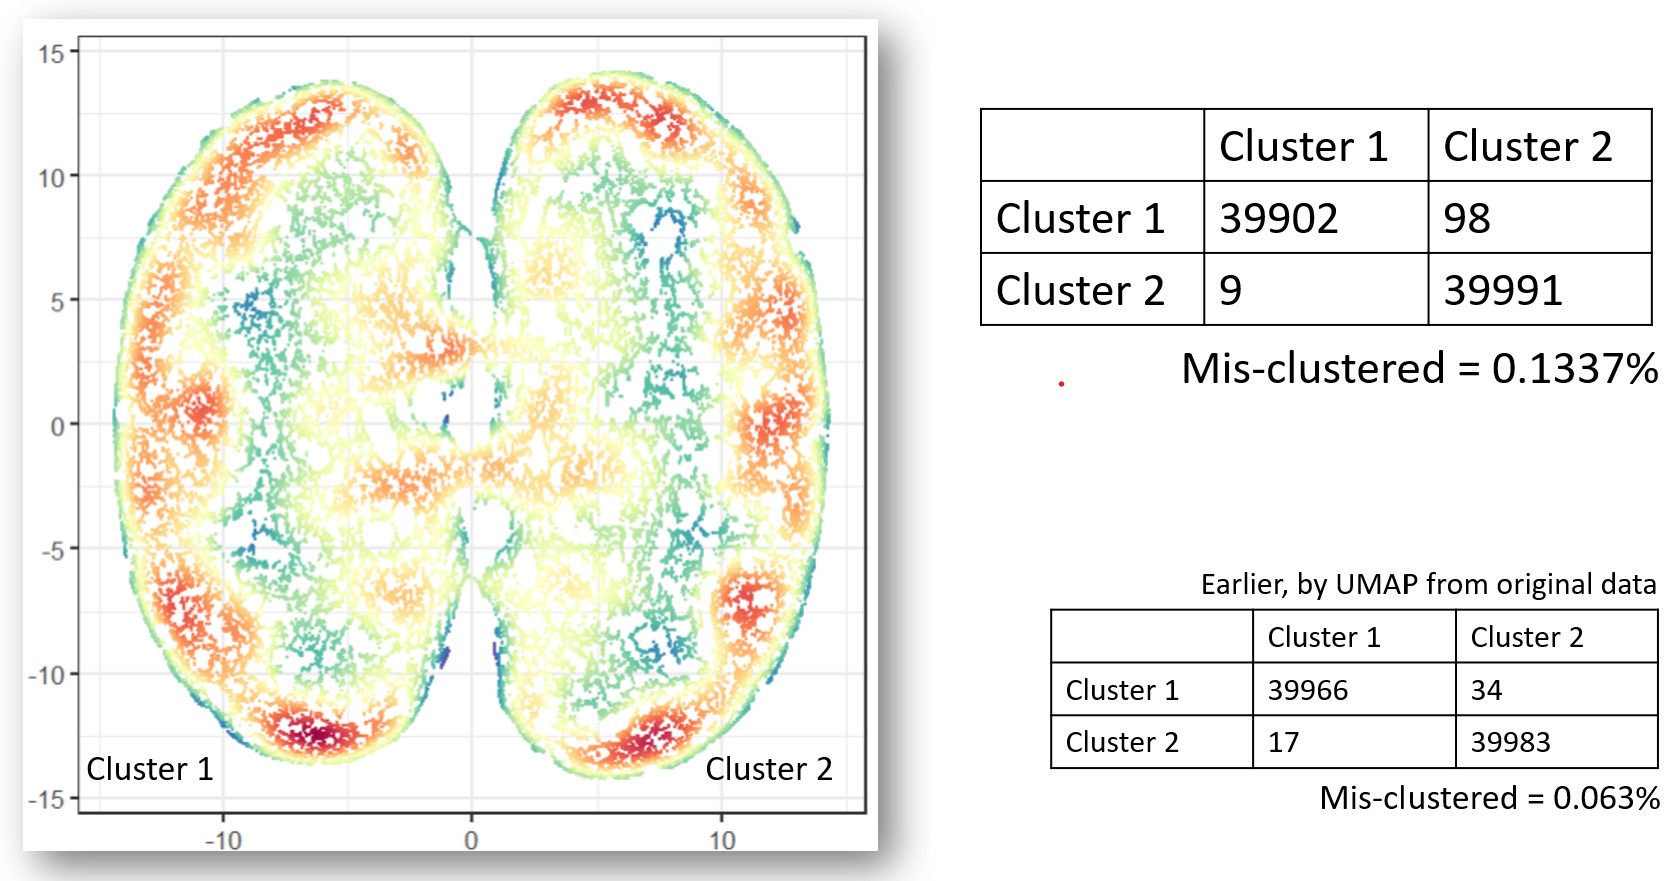 15
10
5
0
-5
-10
-15
-10 0 10
Cluster 1
Cluster 2
Cluster 1 Cluster 2
Cluster 1 39902 98
Cluster 2 9 39991
Mis-clustered = 0.1337%
Earlier, by UMAP from original data
Cluster 1 Cluster 2
Cluster 1 39966 34
Cluster 2 17 39983
Mis-clustered = 0.063%